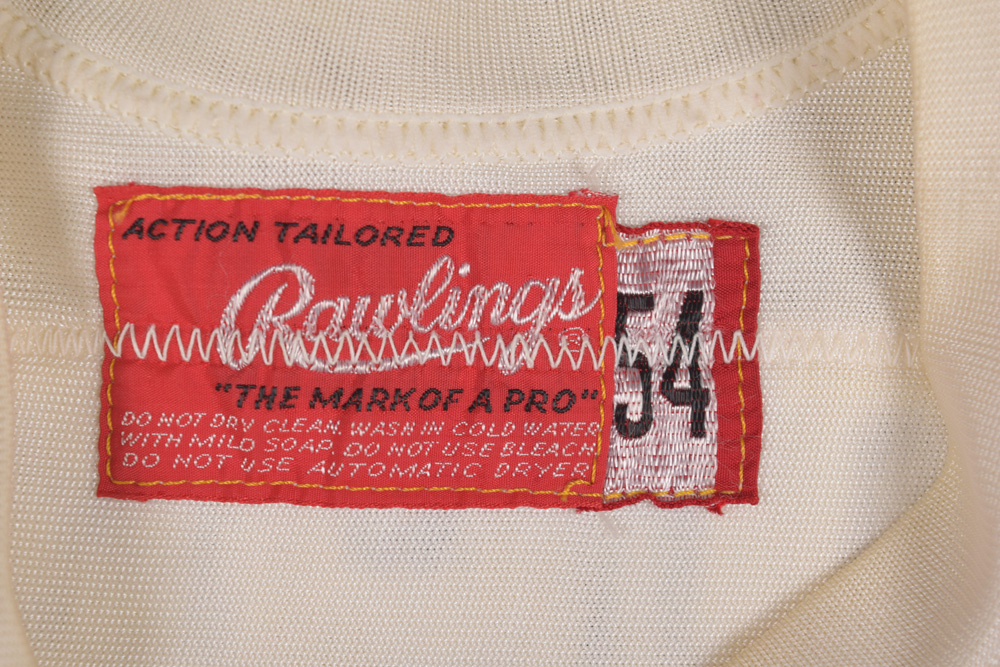 ACTION TAILORED
Rawlings®
54
"THE MARK OF A PRO"
DO NOT DRY CLEAN. WASH IN COLD WATER
WITH MILD SOAP. DO NOT USE BLEACH
DO NOT USE AUTOMATIC DRYER